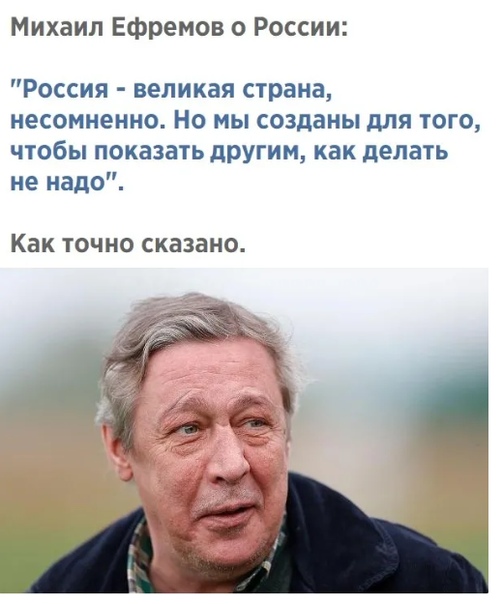 Михаил Ефремов о России:
"Россия - великая страна,
несомненно. Но мы созданы для того,
чтобы показать другим, как делать
не надо".
Как точно сказано.